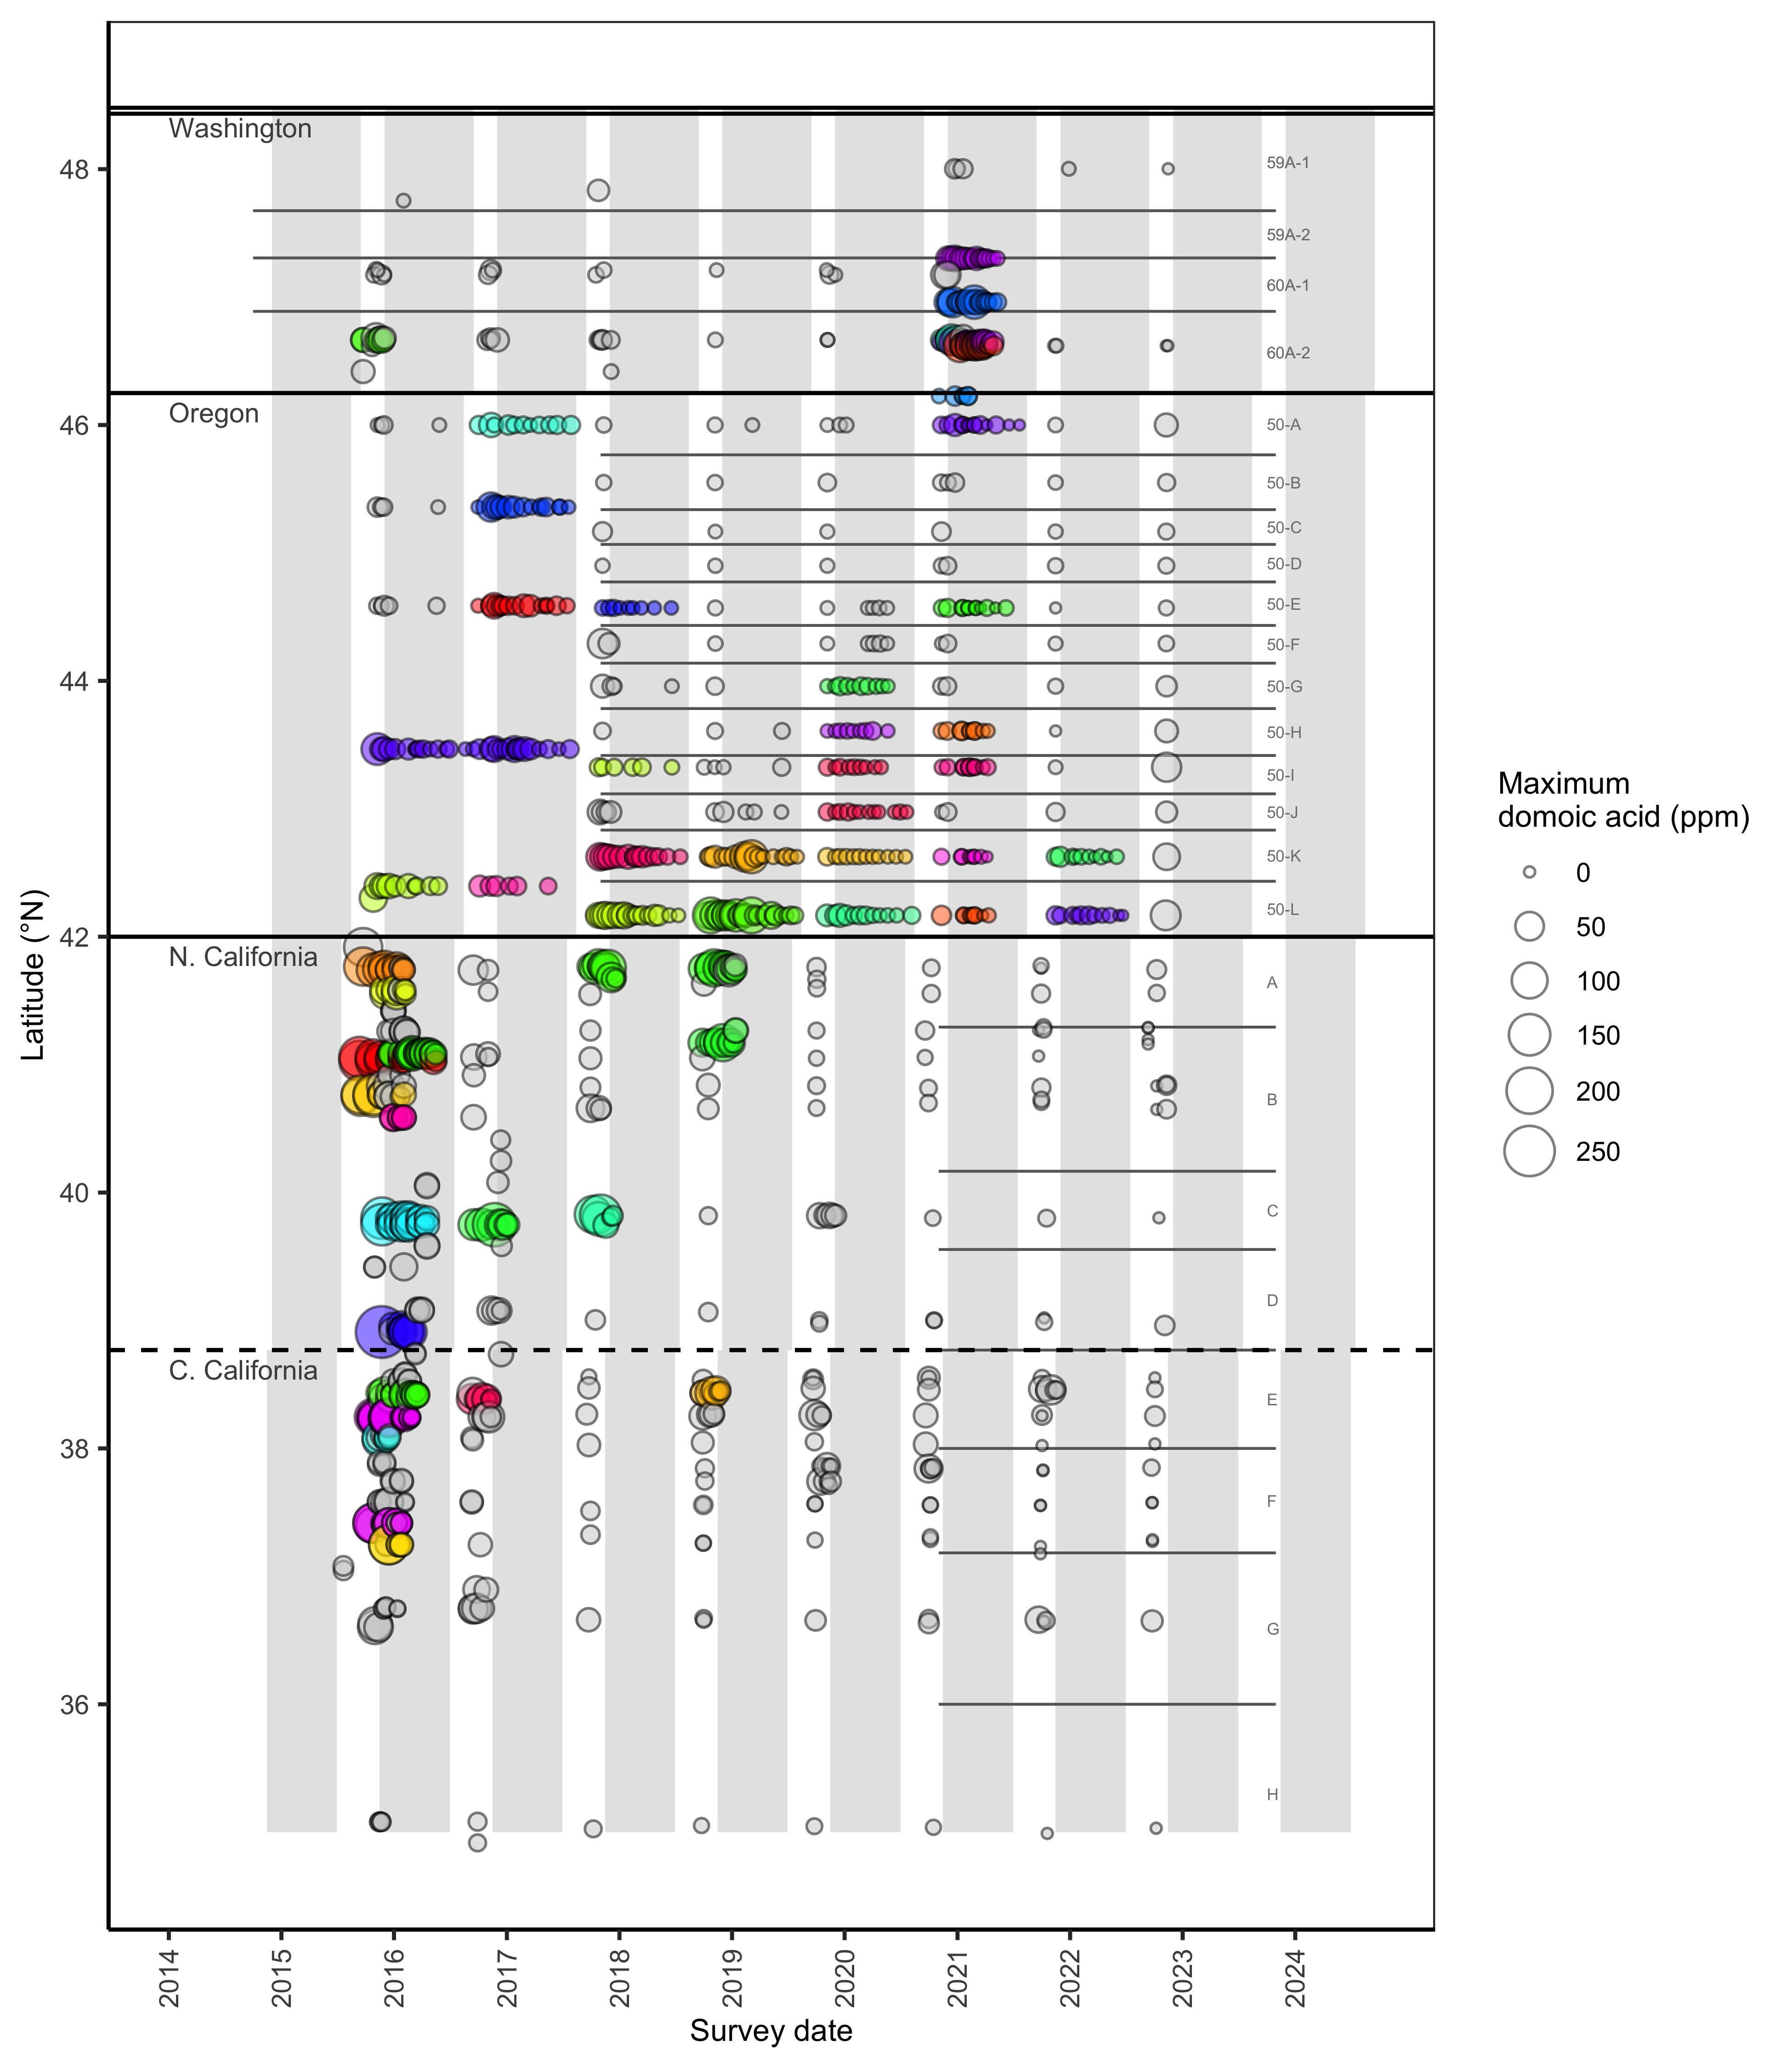 Washington
48
59A-1
59A-2
60A-1
60A-2
Oregon
46
50-A
50-B
50-C
50-D
50-E
50-F
44
50-G
50-H
50-I
50-J
50-K
50-L
42
N. California
A
B
40
C
D
C. California
E
38
F
G
36
H
Latitude (°N)
2014
2015
2016
2017
2018
2019
2020
2021
2022
2023
2024
Survey date
Maximum
domoic acid (ppm)
0
50
100
150
200
250